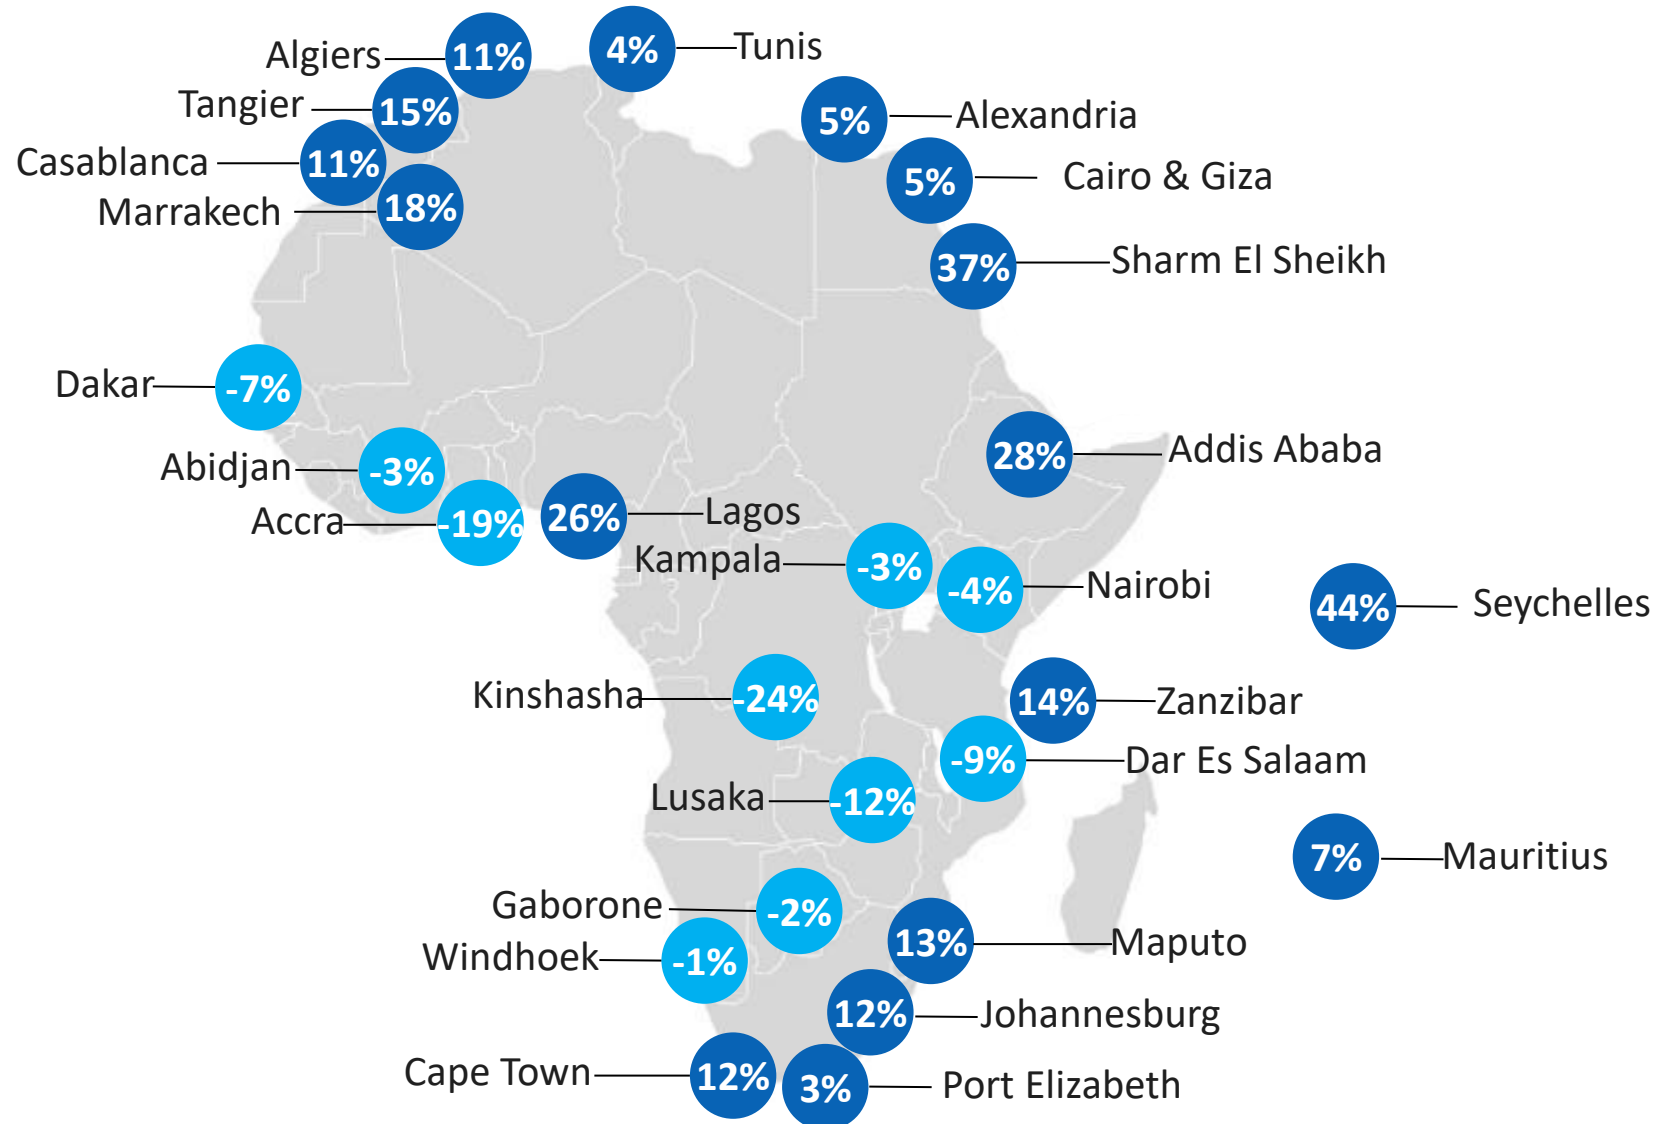 Algiers 11%
4% Tunis
Tangier 15%
5% Alexandria
Casablanca 11%
5% Cairo & Giza
Marrakech 18%
37% Sharm El Sheikh
Dakar -7%
28% Addis Ababa
Abidjan -3%
Accra -19%
26% Lagos
Kampala -3%
-4% Nairobi
44% Seychelles
Kinshasha -24%
14% Zanzibar
-9% Dar Es Salaam
Lusaka -12%
7% Mauritius
Gaborone -2%
13% Maputo
Windhoek -1%
12% Johannesburg
Cape Town 12%
3% Port Elizabeth